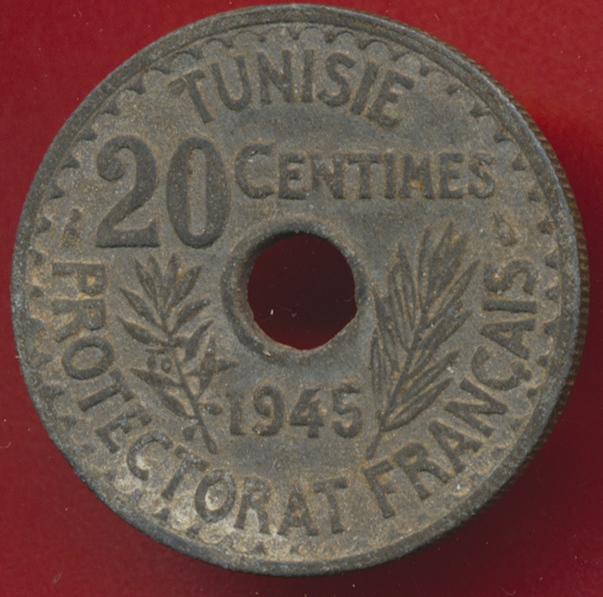 TUNISIE
20 CENTIMES
1945
PROTECTORAT FRANÇAIS